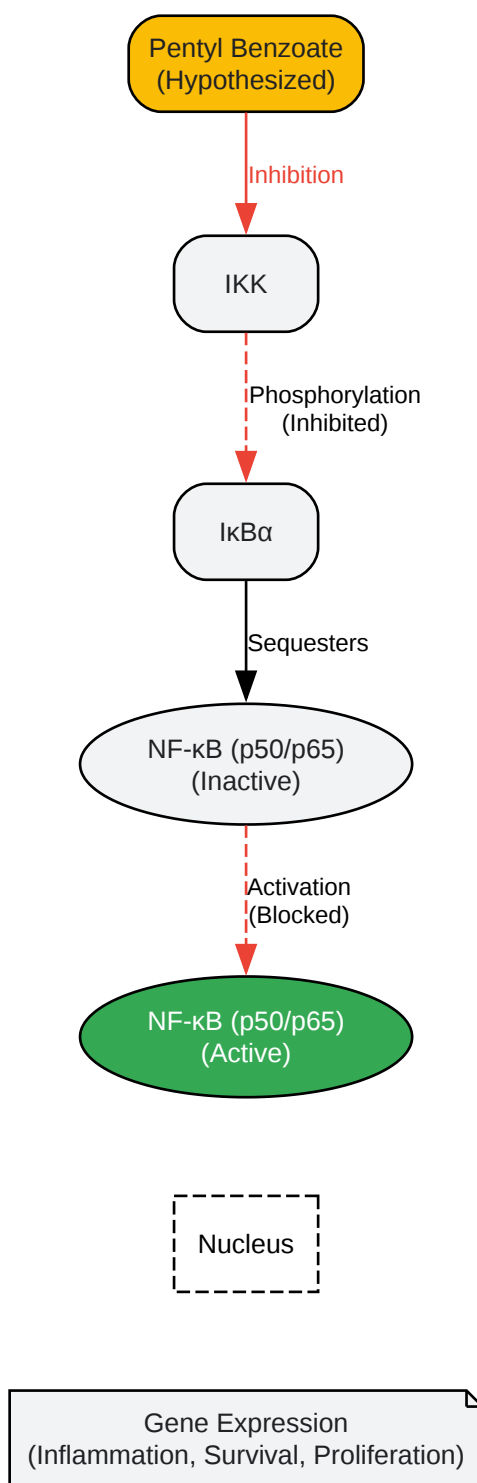 Pentyl Benzoate
(Hypothesized)
Inhibition
IKK
Phosphorylation
(Inhibited)
IκBα
Sequesters
NF-κB (p50/p65)
(Inactive)
Activation
(Blocked)
NF-κB (p50/p65)
(Active)
Nucleus
Gene Expression
(Inflammation, Survival, Proliferation)